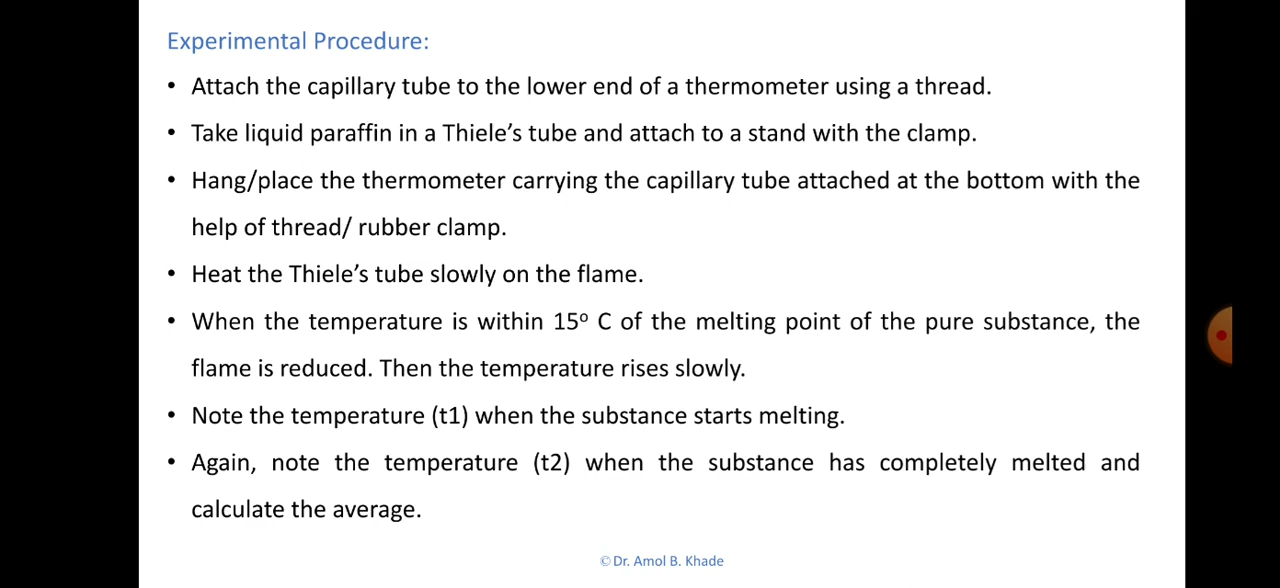 Experimental Procedure:
• Attach the capillary tube to the lower end of a thermometer using a thread.
• Take liquid paraffin in a Thiele’s tube and attach to a stand with the clamp.
• Hang/place the thermometer carrying the capillary tube attached at the bottom with the
help of thread/ rubber clamp.
• Heat the Thiele’s tube slowly on the flame.
• When the temperature is within 15º C of the melting point of the pure substance, the
flame is reduced. Then the temperature rises slowly.
• Note the temperature (t1) when the substance starts melting.
• Again, note the temperature (t2) when the substance has completely melted and
calculate the average.
© Dr. Amol B. Khade